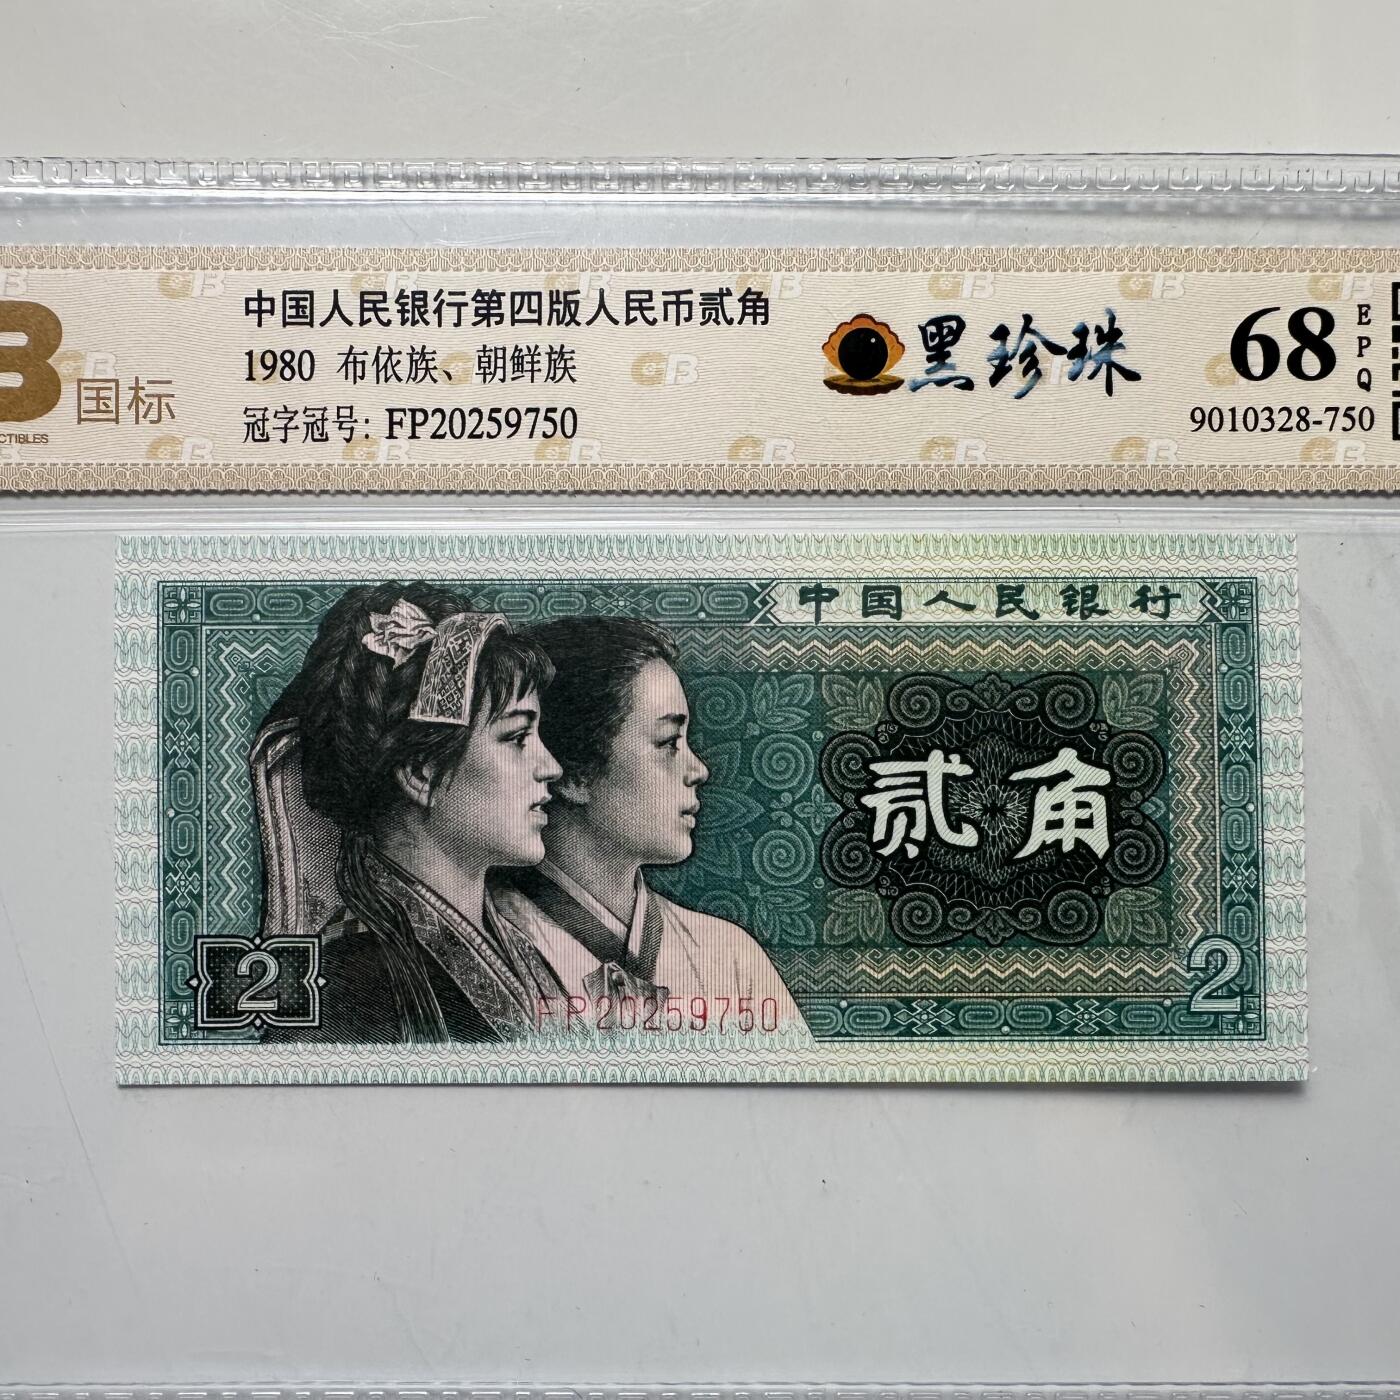 中国人民银行第四版人民币贰角
1980 布依族、朝鲜族
冠字冠号: FP20259750
国标
CTIBLES
黑珍珠
68
EPQ
9010328-750
中国人民银行
贰角
2
2
FP20259750